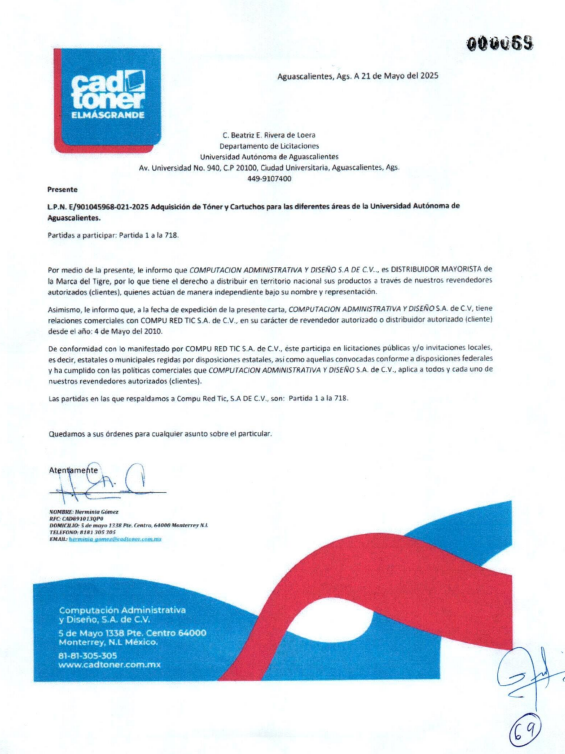 000069
cad
toner
ELMÁSGRANDE
Aguascalientes, Ags. A 21 de Mayo del 2025
C. Beatriz E. Rivera de Loera
Departamento de Licitaciones
Universidad Autónoma de Aguascalientes
Av. Universidad No. 940, C.P 20100, Ciudad Universitaria, Aguascalientes, Ags.
449-9107400
Presente
L.P.N. E/901045968-021-2025 Adquisición de Tóner y Cartuchos para las diferentes áreas de la Universidad Autónoma de
Aguascalientes.
Partidas a participar: Partida 1 a la 718.
Por medio de la presente, le informo que COMPUTACION ADMINISTRATIVA Y DISEÑO S.A DE C.V.., es DISTRIBUIDOR MAYORISTA de
la Marca del Tigre, por lo que tiene el derecho a distribuir en territorio nacional sus productos a través de nuestros revendedores
autorizados (clientes), quienes actúan de manera independiente bajo su nombre y representación.
Asimismo, le informo que, a la fecha de expedición de la presente carta, COMPUTACION ADMINISTRATIVA Y DISEÑO S.A. de C.V, tiene
relaciones comerciales con COMPU RED TIC S.A. de C.V., en su carácter de revendedor autorizado o distribuidor autorizado (cliente)
desde el año: 4 de Mayo del 2010.
De conformidad con lo manifestado por COMPU RED TIC S.A. de C.V., éste participa en licitaciones públicas y/o invitaciones locales,
es decir, estatales o municipales regidas por disposiciones estatales, así como aquellas convocadas conforme a disposiciones federales
y ha cumplido con las políticas comerciales que COMPUTACION ADMINISTRATIVA Y DISEÑO S.A. de C.V., aplica a todos y cada uno de
nuestros revendedores autorizados (clientes).
Las partidas en las que respaldamos a Compu Red Tic, S.A DE C.V., son: Partida 1 a la 718.
Quedamos a sus órdenes para cualquier asunto sobre el particular.
Atentamente
NOMBRE: Herminia Gómez
RFC: CAD891013QP0
DOMICILIO: 5 de mayo 1338 Pte. Centro, 64000 Monterrey N.L
TELEFONO: 8181 305 305
EMAIL: herminia_gomez@cadtoner.com.mx
Computación Administrativa
y Diseño, S.A. de C.V.
5 de Mayo 1338 Pte. Centro 64000
Monterrey, N.L México.
81-81-305-305
www.cadtoner.com.mx
69